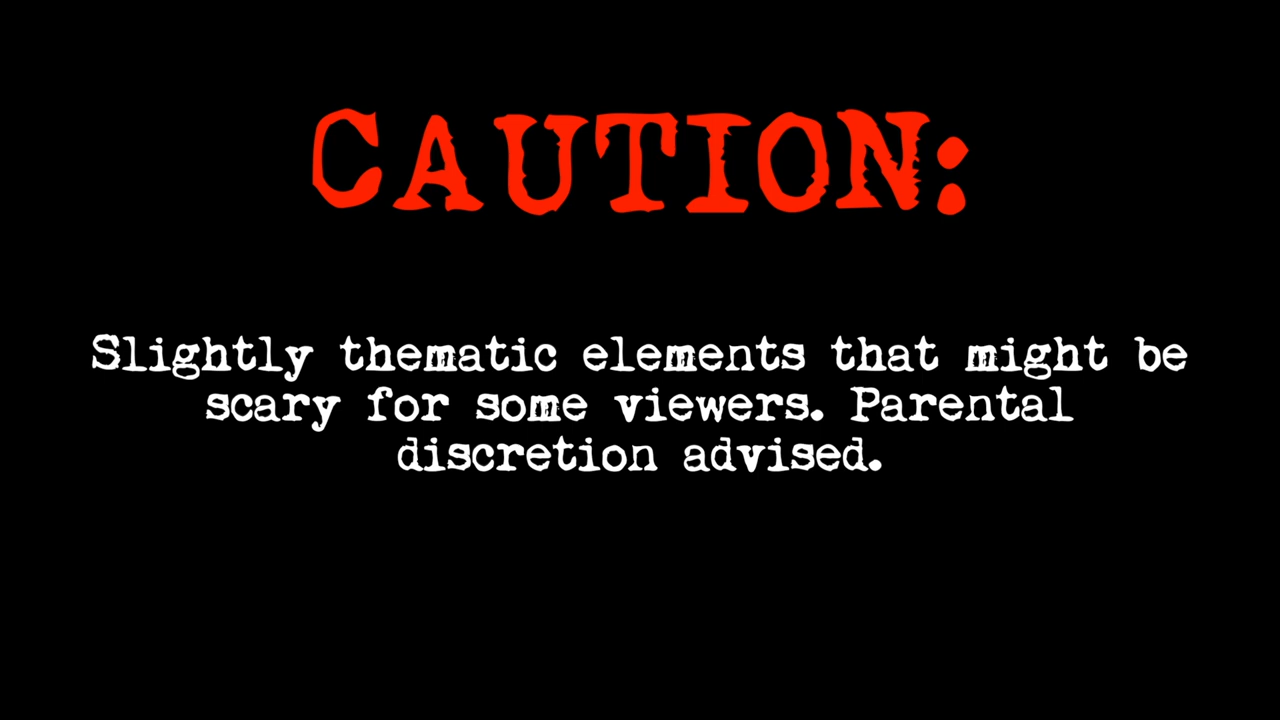 CAUTION:
Slightly thematic elements that might be
scary for some viewers. Parental
discretion advised.